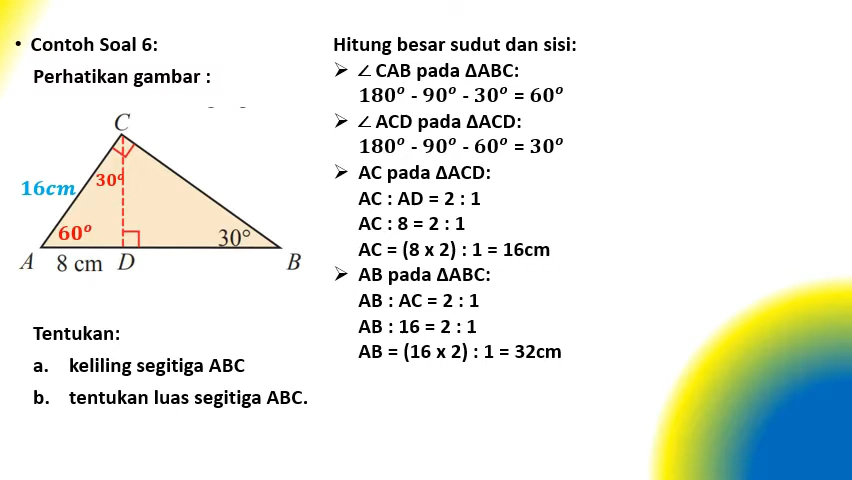 • Contoh Soal 6:
Perhatikan gambar :
C
16cm
30°
60°
30°
A 8 cm D B
Tentukan:
a. keliling segitiga ABC
b. tentukan luas segitiga ABC.
Hitung besar sudut dan sisi:
➢ ∠ CAB pada ΔABC:
180° - 90° - 30° = 60°
➢ ∠ ACD pada ΔACD:
180° - 90° - 60° = 30°
➢ AC pada ΔACD:
AC : AD = 2 : 1
AC : 8 = 2 : 1
AC = (8 x 2) : 1 = 16cm
➢ AB pada ΔABC:
AB : AC = 2 : 1
AB : 16 = 2 : 1
AB = (16 x 2) : 1 = 32cm